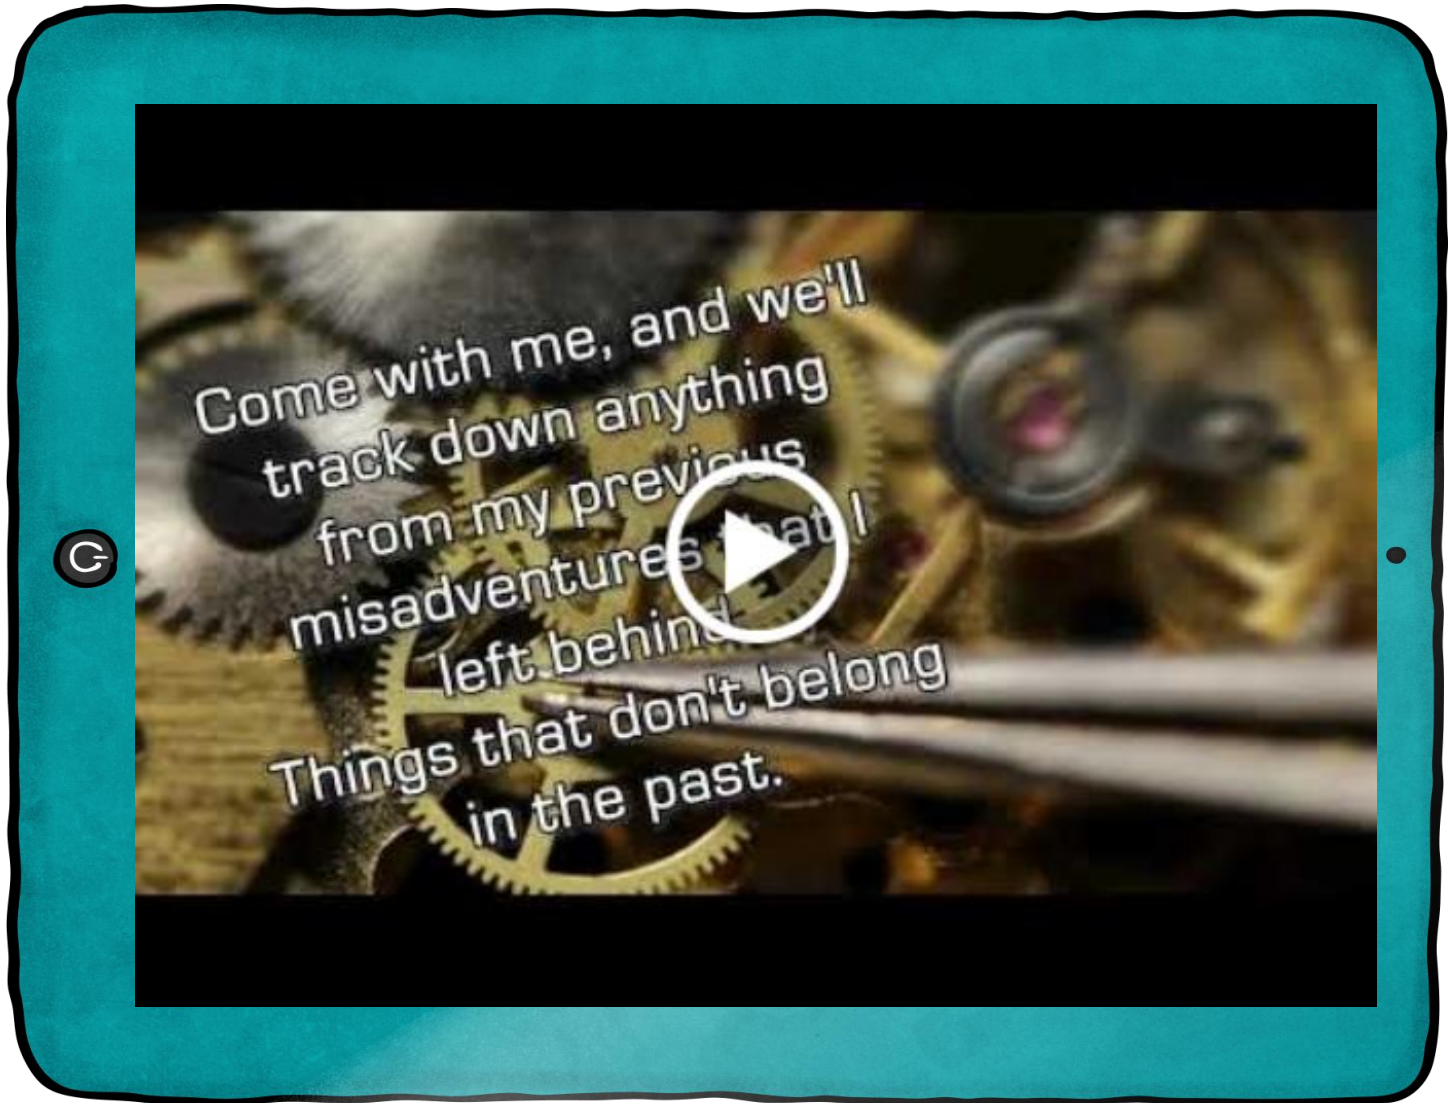 Come with me, and we'll
track down anything
from my previous
misadventures that I
left behind
Things that don't belong
in the past.